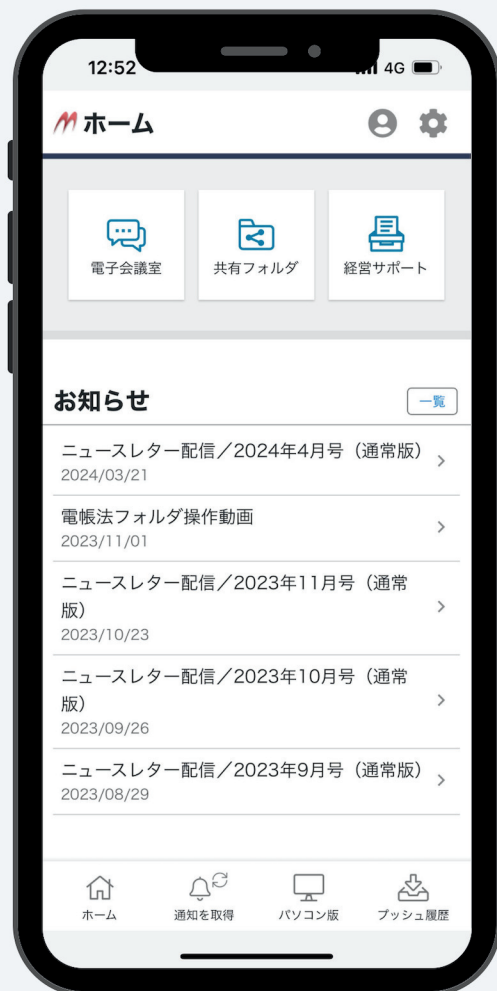 12:52
4G
ホーム
電子会議室 共有フォルダ 経営サポート
お知らせ 一覧
ニュースレター配信／2024年4月号（通常版）
2024/03/21
電帳法フォルダ操作動画
2023/11/01
ニュースレター配信／2023年11月号（通常
版）
2023/10/23
ニュースレター配信／2023年10月号（通常
版）
2023/09/26
ニュースレター配信／2023年9月号（通常版）
2023/08/29
ホーム 通知を取得 パソコン版 プッシュ履歴